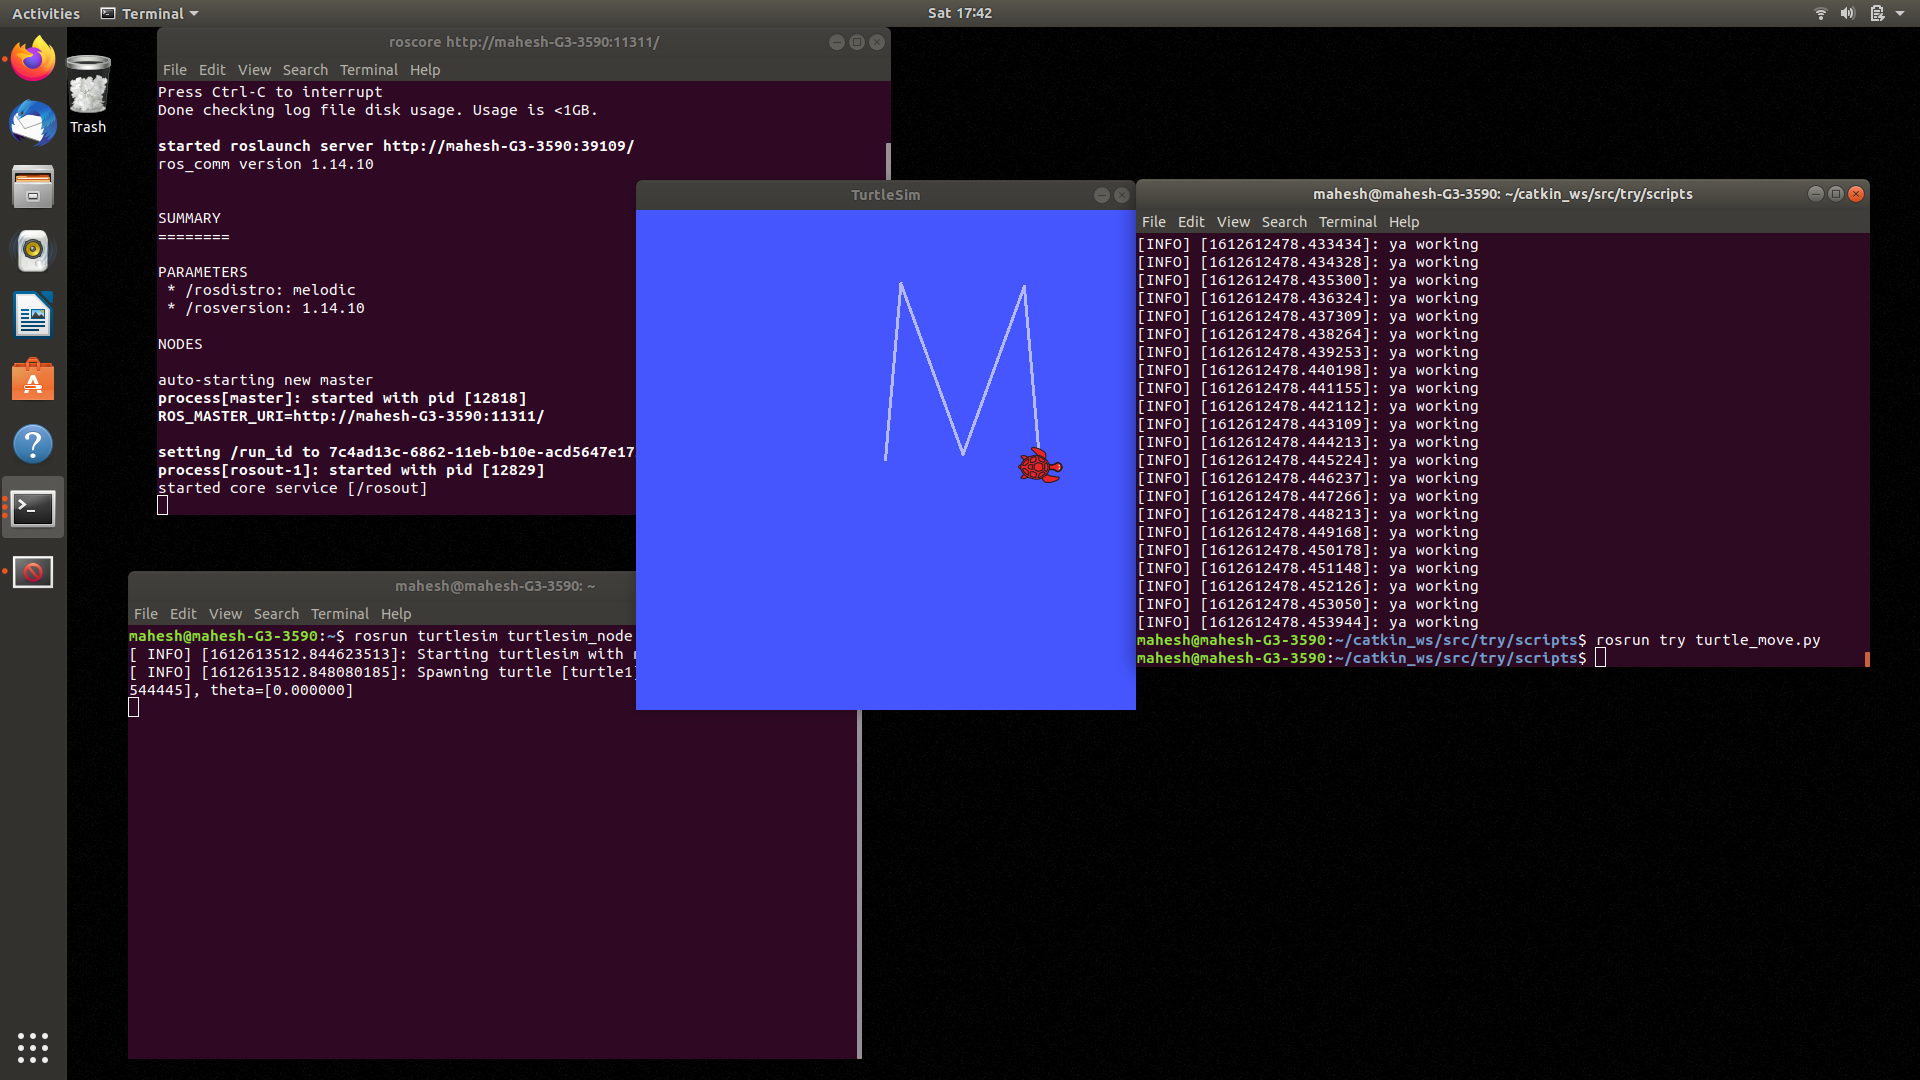 Activities
Terminal
Sat 17:42
Trash
roscore http://mahesh-G3-3590:11311/
File Edit View Search Terminal Help
Press Ctrl-C to interrupt
Done checking log file disk usage. Usage is <1GB.
started roslaunch server http://mahesh-G3-3590:39109/
ros_comm version 1.14.10
SUMMARY
========
PARAMETERS
* /rosdistro: melodic
* /rosversion: 1.14.10
NODES
auto-starting new master
process[master]: started with pid [12818]
ROS_MASTER_URI=http://mahesh-G3-3590:11311/
setting /run_id to 7c4ad13c-6862-11eb-b10e-acd5647e17
process[rosout-1]: started with pid [12829]
started core service [/rosout]
mahesh@mahesh-G3-3590: ~
File Edit View Search Terminal Help
mahesh@mahesh-G3-3590:~$ rosrun turtlesim turtlesim_node
[ INFO] [1612613512.844623513]: Starting turtlesim with
[ INFO] [1612613512.848080185]: Spawning turtle [turtle1]
544445], theta=[0.000000]
TurtleSim
mahesh@mahesh-G3-3590: ~/catkin_ws/src/try/scripts
File Edit View Search Terminal Help
[INFO] [1612612478.433434]: ya working
[INFO] [1612612478.434328]: ya working
[INFO] [1612612478.435300]: ya working
[INFO] [1612612478.436324]: ya working
[INFO] [1612612478.437309]: ya working
[INFO] [1612612478.438264]: ya working
[INFO] [1612612478.439253]: ya working
[INFO] [1612612478.440198]: ya working
[INFO] [1612612478.441155]: ya working
[INFO] [1612612478.442112]: ya working
[INFO] [1612612478.443109]: ya working
[INFO] [1612612478.444213]: ya working
[INFO] [1612612478.445224]: ya working
[INFO] [1612612478.446237]: ya working
[INFO] [1612612478.447266]: ya working
[INFO] [1612612478.448213]: ya working
[INFO] [1612612478.449168]: ya working
[INFO] [1612612478.450178]: ya working
[INFO] [1612612478.451148]: ya working
[INFO] [1612612478.452126]: ya working
[INFO] [1612612478.453050]: ya working
[INFO] [1612612478.453944]: ya working
mahesh@mahesh-G3-3590:~/catkin_ws/src/try/scripts$ rosrun try turtle_move.py
mahesh@mahesh-G3-3590:~/catkin_ws/src/try/scripts$